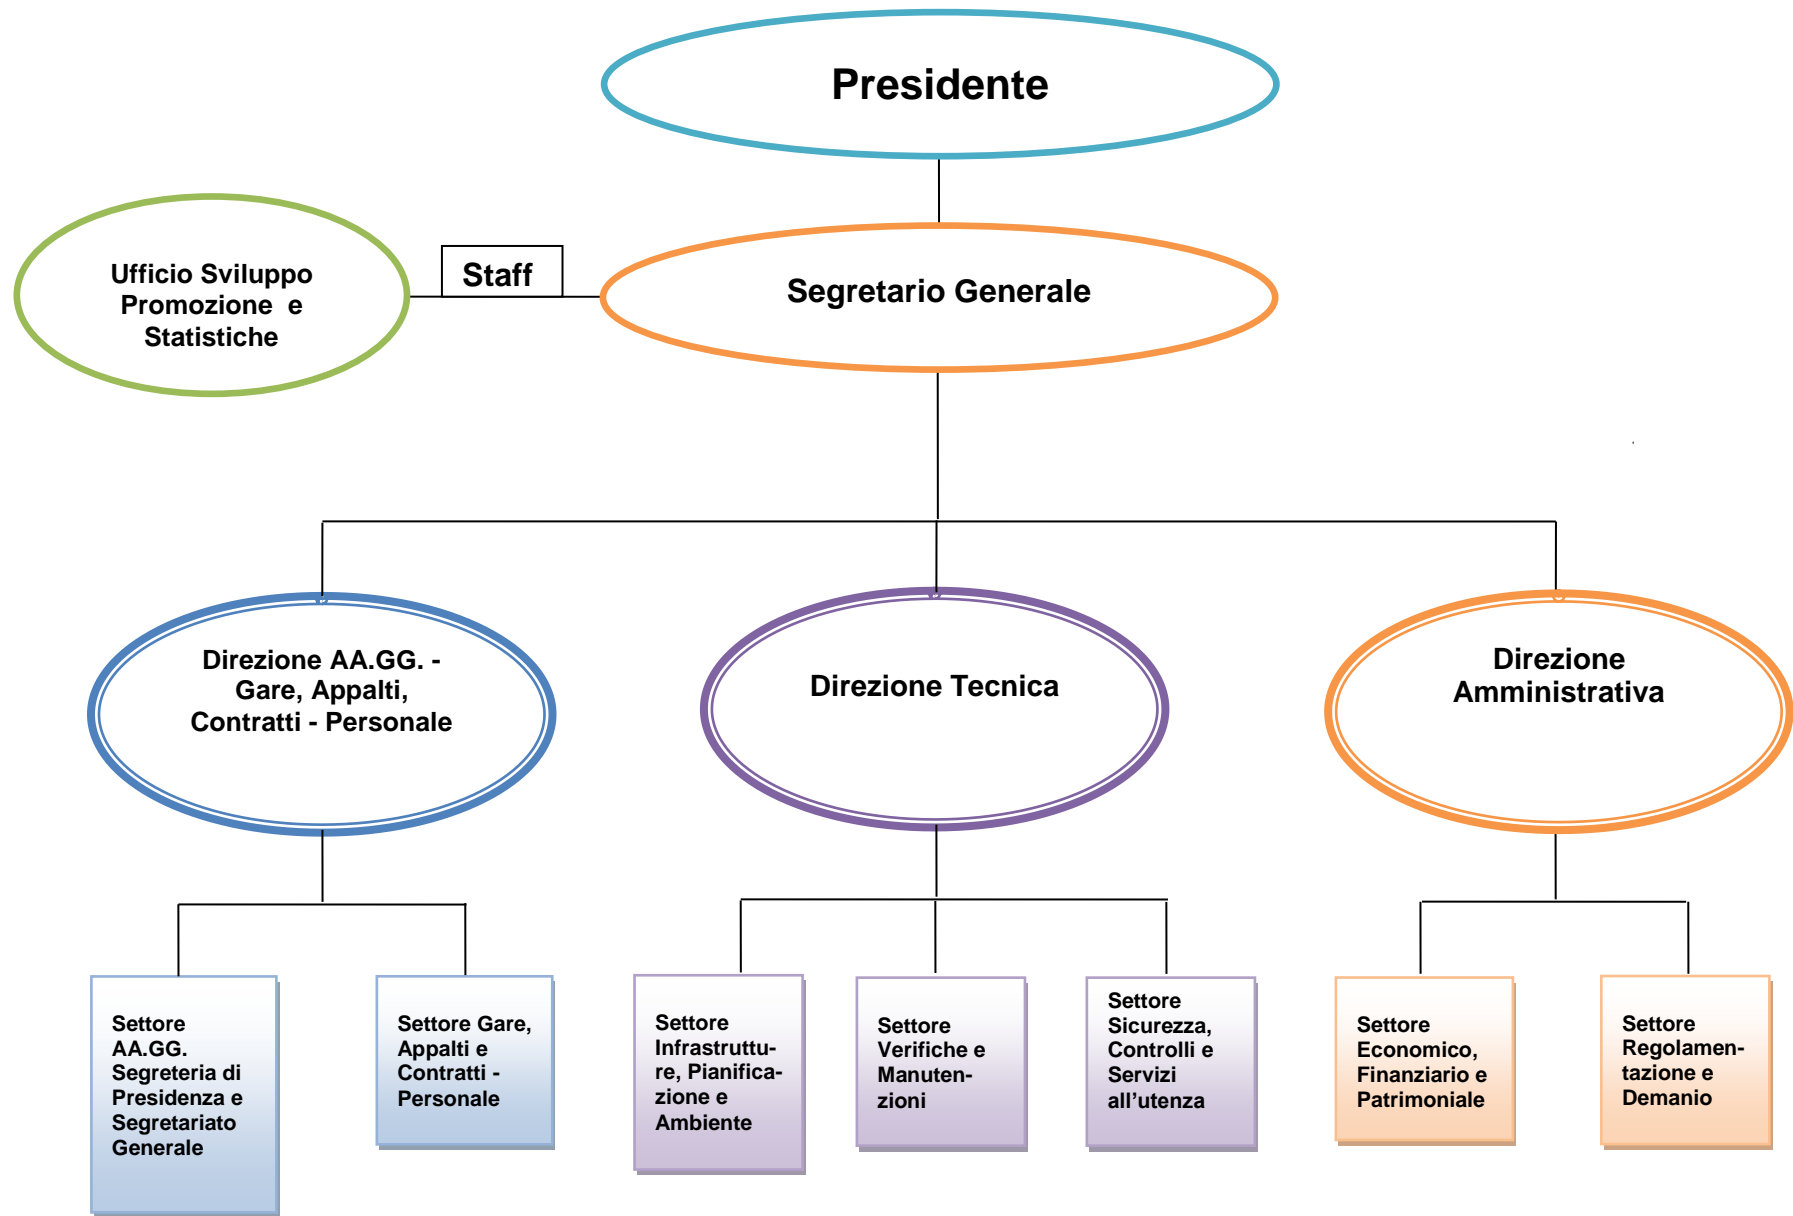 Presidente
Staff
Ufficio Sviluppo
Promozione e
Statistiche
Segretario Generale
Direzione AA.GG. -
Gare, Appalti,
Contratti - Personale
Direzione Tecnica
Direzione
Amministrativa
Settore
AA.GG.
Segreteria di
Presidenza e
Segretariato
Generale
Settore Gare,
Appalti e
Contratti -
Personale
Settore
Infrastruttu-
re, Pianifica-
zione e
Ambiente
Settore
Verifiche e
Manuten-
zioni
Settore
Sicurezza,
Controlli e
Servizi
all'utenza
Settore
Economico,
Finanziario e
Patrimoniale
Settore
Regolamen-
tazione e
Demanio